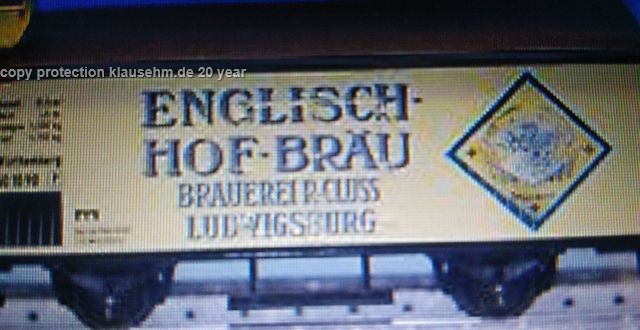 copy protection klausehm.de 20 year
ENGLISCH-
HOF-BRÄU
BRAUEREI R.CLUSS
LUDWIGSBURG
m